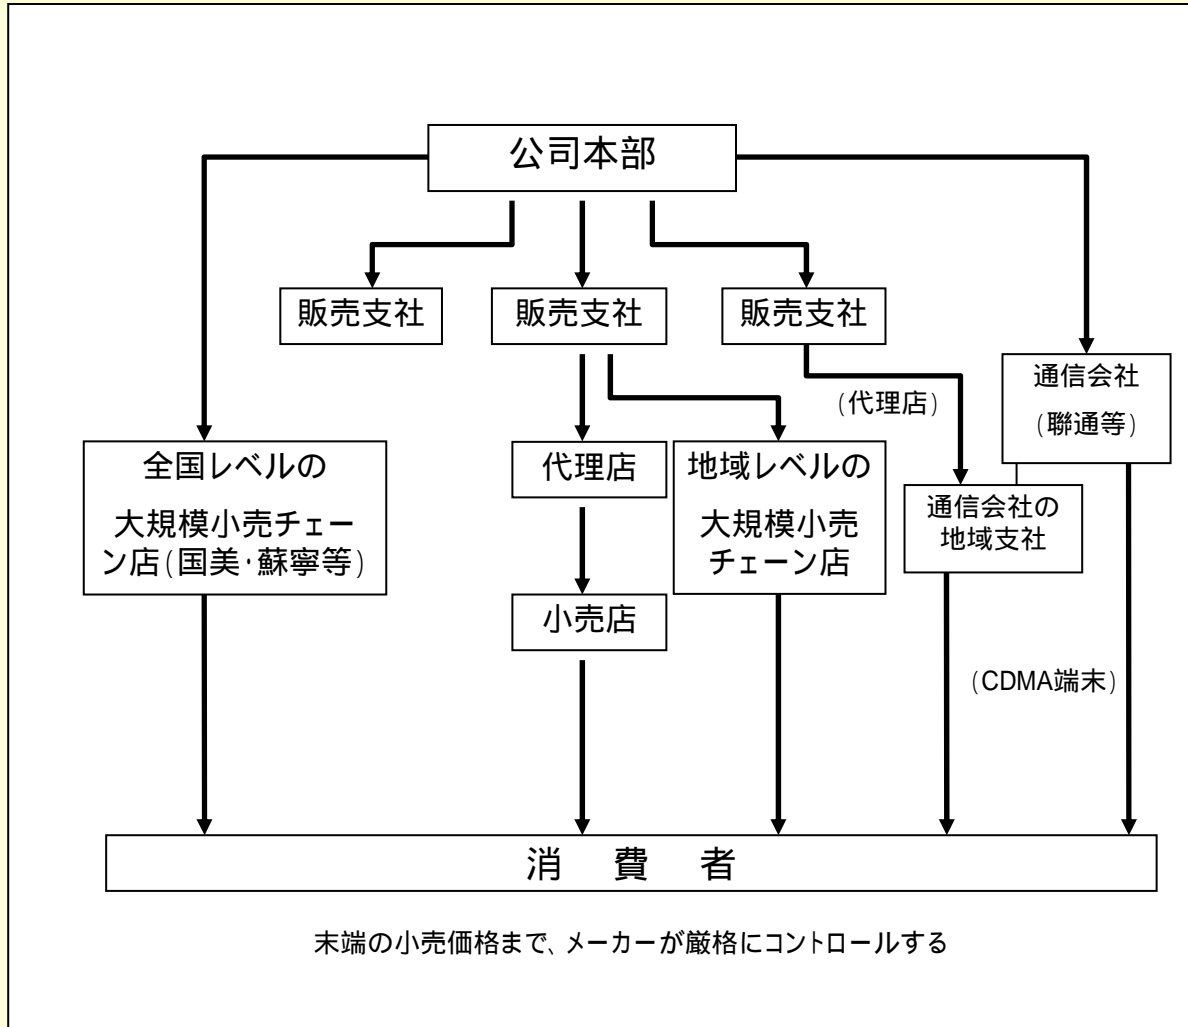 公司本部
販売支社
販売支社
販売支社
通信会社
(聯通等)
(代理店)
全国レベルの
大規模小売チェー
ン店(国美･蘇寧等)
代理店
地域レベルの
大規模小売
チェーン店
通信会社の
地域支社
小売店
(CDMA端末)
消　費　者
末端の小売価格まで、メーカーが厳格にコントロールする